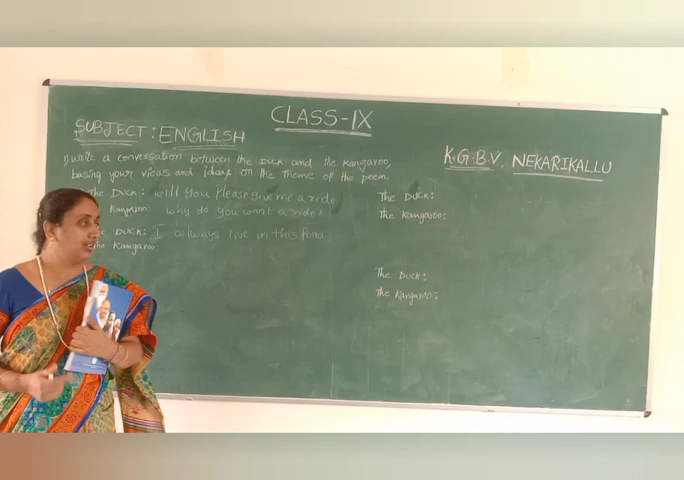 CLASS-IX
SUBJECT : ENGLISH
K.G.B.V. NEKARIKALLU
1) write a conversation between the Duck and the Kangaroo,
basing your views and ideas on the theme of the poem.
The Duck: will you Please give me a ride
Kangaroo: why do you want a ride?
The Duck: I always live in this Pond
the Kangaroo:
The Duck:
The Kangaroo:
The Duck:
The Kangaroo: